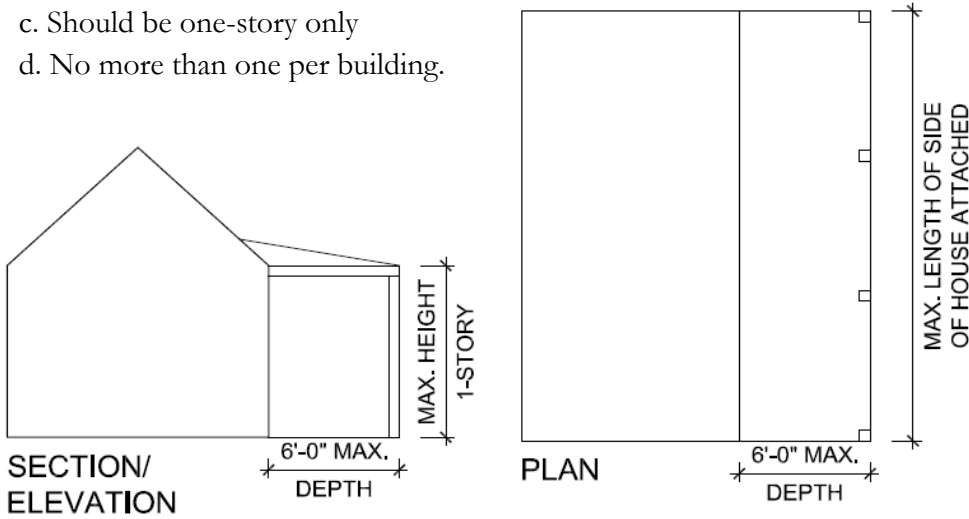 c. Should be one-story only
d. No more than one per building.
MAX. HEIGHT
1-STORY
6'-0" MAX.
DEPTH
SECTION/
ELEVATION
MAX. LENGTH OF SIDE
OF HOUSE ATTACHED
6'-0" MAX.
DEPTH
PLAN